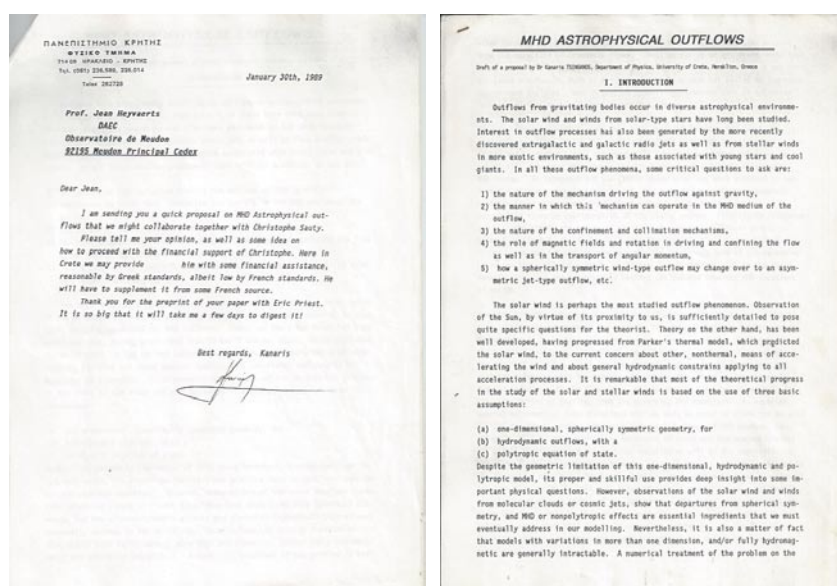 ΠΑΝΕΠΙΣΤΗΜΙΟ ΚΡΗΤΗΣ
ΦΥΣΙΚΟ ΤΜΗΜΑ
714 09 ΗΡΑΚΛΕΙΟ - ΚΡΗΤΗΣ
Τηλ. (081) 236.589, 238.014
Telex 262728
January 30th, 1989
Prof. Jean Heyvaerts
DAEC
Observatoire de Meudon
92195 Meudon Principal Cedex
Dear Jean,
I am sending you a quick proposal on MHD Astrophysical out-
flows that we might collaborate together with Christophe Sauty.
Please tell me your opinion, as well as some idea on
how to proceed with the financial support of Christophe. Here in
Crete we may provide him with some financial assistance,
reasonable by Greek standards, albeit low by French standards. He
will have to supplement it from some French source.
Thank you for the preprint of your paper with Eric Priest.
It is so big that it will take me a few days to digest it!
Best regards, Kanaris
MHD ASTROPHYSICAL OUTFLOWS
Draft of a proposal by Dr Kanaris TSINGANOS, Department of Physics, University of Crete, Heraklion, Greece
I. INTRODUCTION
Outflows from gravitating bodies occur in diverse astrophysical environme-
nts. The solar wind and winds from solar-type stars have long been studied.
Interest in outflow processes has also been generated by the more recently
discovered extragalactic and galactic radio jets as well as from stellar winds
in more exotic environments, such as those associated with young stars and cool
giants. In all these outflow phenomena, some critical questions to ask are:
1) the nature of the mechanism driving the outflow against gravity,
2) the manner in which this mechanism can operate in the MHD medium of the
outflow,
3) the nature of the confinement and collimation mechanisms,
4) the role of magnetic fields and rotation in driving and confining the flow
as well as in the transport of angular momentum,
5) how a spherically symmetric wind-type outflow may change over to an asym-
metric jet-type outflow, etc.
The solar wind is perhaps the most studied outflow phenomenon. Observation
of the Sun, by virtue of its proximity to us, is sufficiently detailed to pose
quite specific questions for the theorist. Theory on the other hand, has been
well developed, having progressed from Parker's thermal model, which predicted
the solar wind, to the current concern about other, nonthermal, means of acce-
lerating the wind and about general hydrodynamic constrains applying to all
acceleration processes. It is remarkable that most of the theoretical progress
in the study of the solar and stellar winds is based on the use of three basic
assumptions:
(a) one-dimensional, spherically symmetric geometry, for
(b) hydrodynamic outflows, with a
(c) polytropic equation of state.
Despite the geometric limitation of this one-dimensional, hydrodynamic and po-
lytropic model, its proper and skillful use provides deep insight into some im-
portant physical questions. However, observations of the solar wind and winds
from molecular clouds or cosmic jets, show that departures from spherical sym-
metry, and MHD or nonpolytropic effects are essential ingredients that we must
eventually address in our modelling. Nevertheless, it is also a matter of fact
that models with variations in more than one dimension, and/or fully hydromag-
netic are generally intractable. A numerical treatment of the problem on the